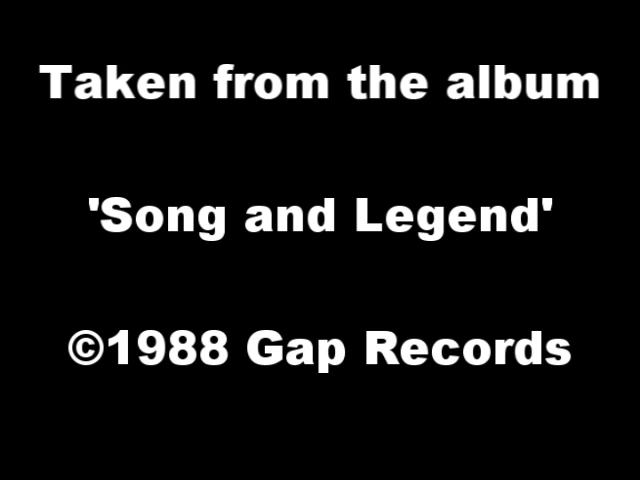 Taken from the album
'Song and Legend'
©1988 Gap Records